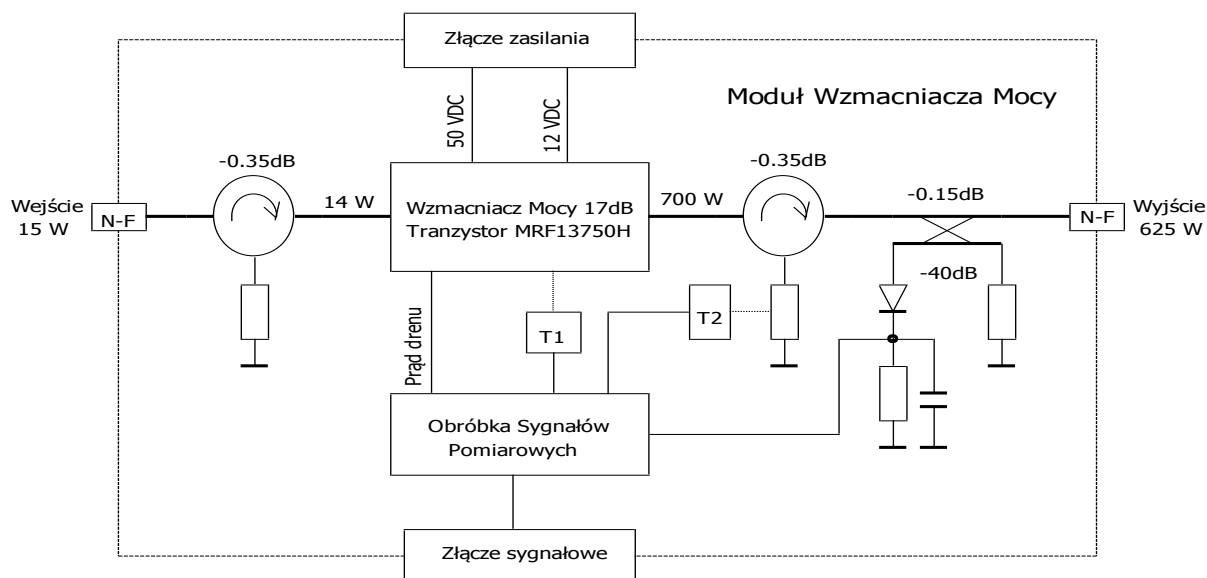 Złącze zasilania
50 VDC
12 VDC
Moduł Wzmacniacza Mocy
-0.35dB
-0.35dB
-0.15dB
Wejście
15 W
N-F
14 W
Wzmacniacz Mocy 17dB
Tranzystor MRF13750H
700 W
N-F
Wyjście
625 W
-40dB
Prąd drenu
T1
T2
Obróbka Sygnałów
Pomiarowych
Złącze sygnałowe